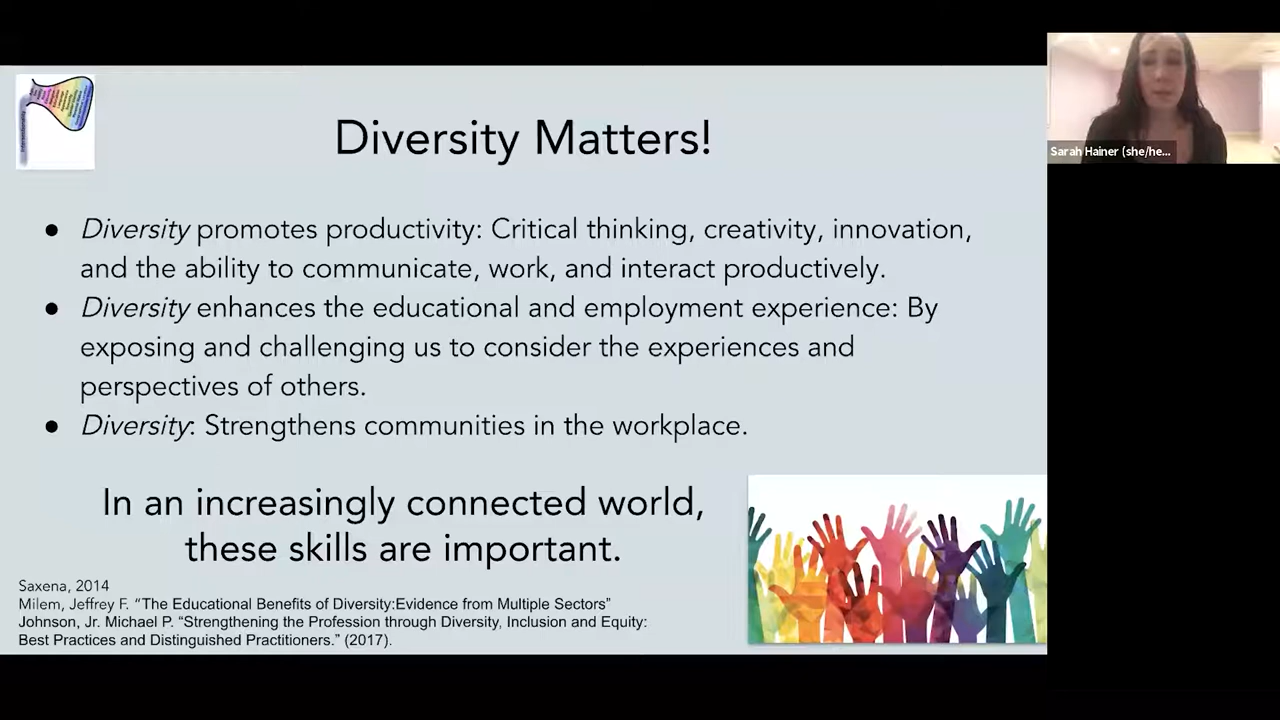 Diversity Matters!
● Diversity promotes productivity: Critical thinking, creativity, innovation,
and the ability to communicate, work, and interact productively.
● Diversity enhances the educational and employment experience: By
exposing and challenging us to consider the experiences and
perspectives of others.
● Diversity: Strengthens communities in the workplace.
In an increasingly connected world,
these skills are important.
Saxena, 2014
Milem, Jeffrey F. “The Educational Benefits of Diversity:Evidence from Multiple Sectors”
Johnson, Jr. Michael P. “Strengthening the Profession through Diversity, Inclusion and Equity:
Best Practices and Distinguished Practitioners.” (2017).
Sarah Hainer (she/he...